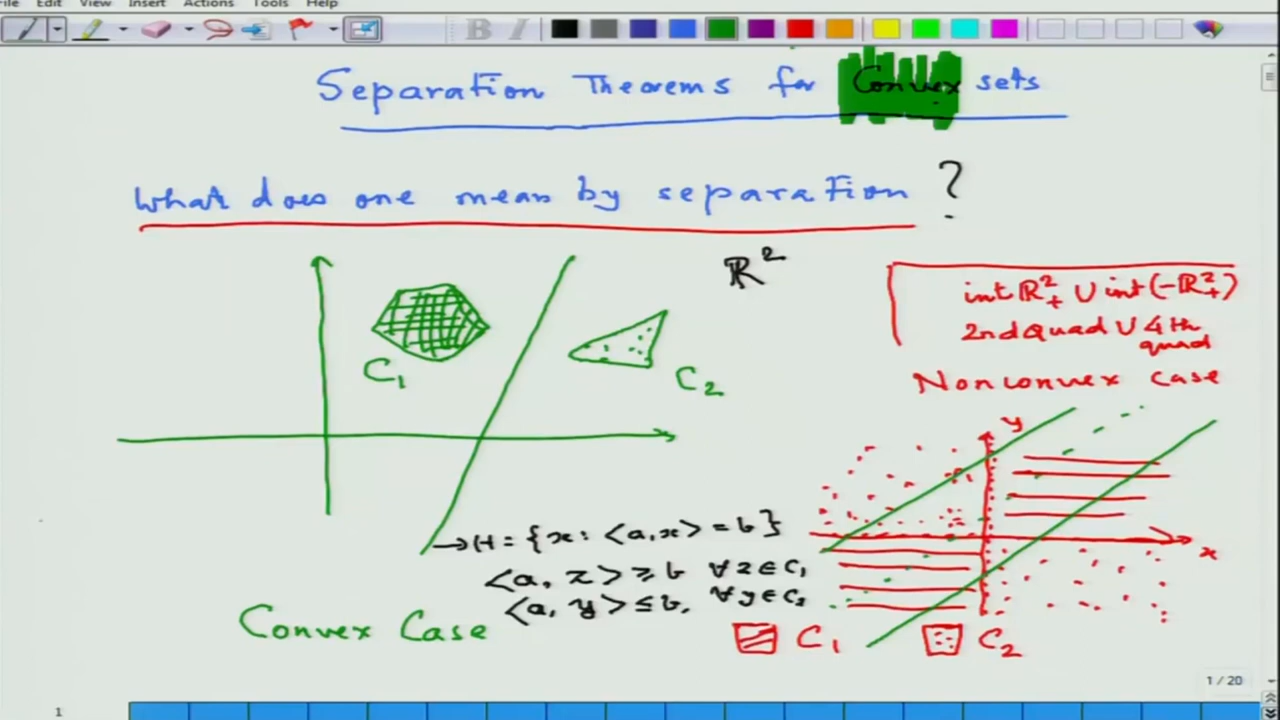 File Edit View Insert Actions Tools Help
Separation Theorems for Convex sets
What does one mean by separation ?
ℝ²
C₁
C₂
H = {x : <a,x> = b}
<a, z> ≥ b ∀z∈C₁
<a, y> ≤ b, ∀y∈C₂
Convex Case
int ℝ²₊ ∪ int(-ℝ²₊)
2nd Quad ∪ 4th
quad
Nonconvex case
y
x
C₁ C₂
1 / 20
1